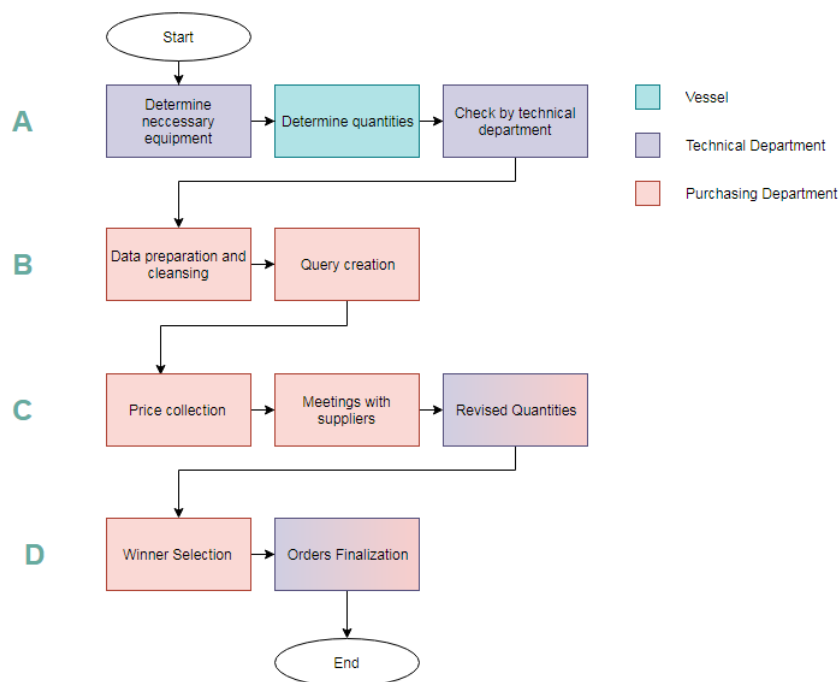 Start
A
Determine
neccessary
equipment
Determine quantities
Check by technical
department
Vessel
Technical Department
Purchasing Department
B
Data preparation and
cleansing
Query creation
C
Price collection
Meetings with
suppliers
Revised Quantities
D
Winner Selection
Orders Finalization
End